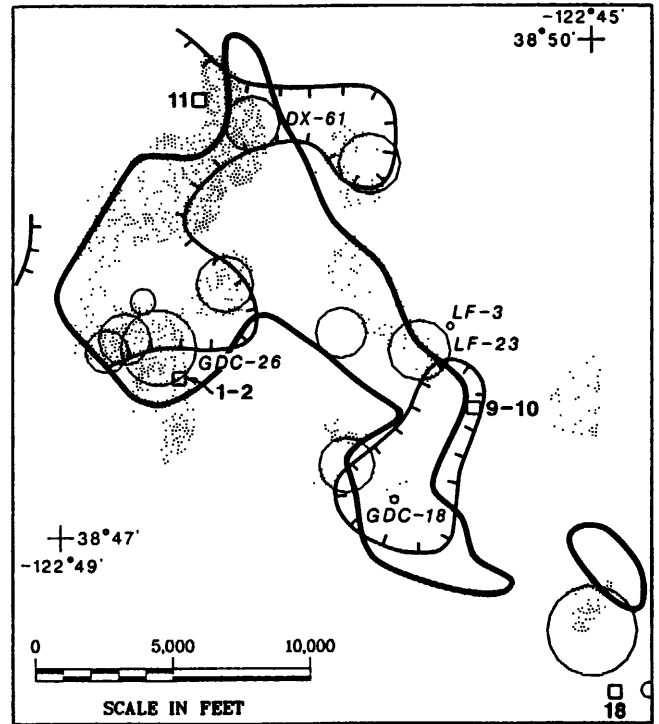 -122°45'
38°50'
11
DX-61
LF-3
LF-23
GDC-26
1-2
9-10
GDC-18
38°47'
-122°49'
0 5,000 10,000
SCALE IN FEET
18